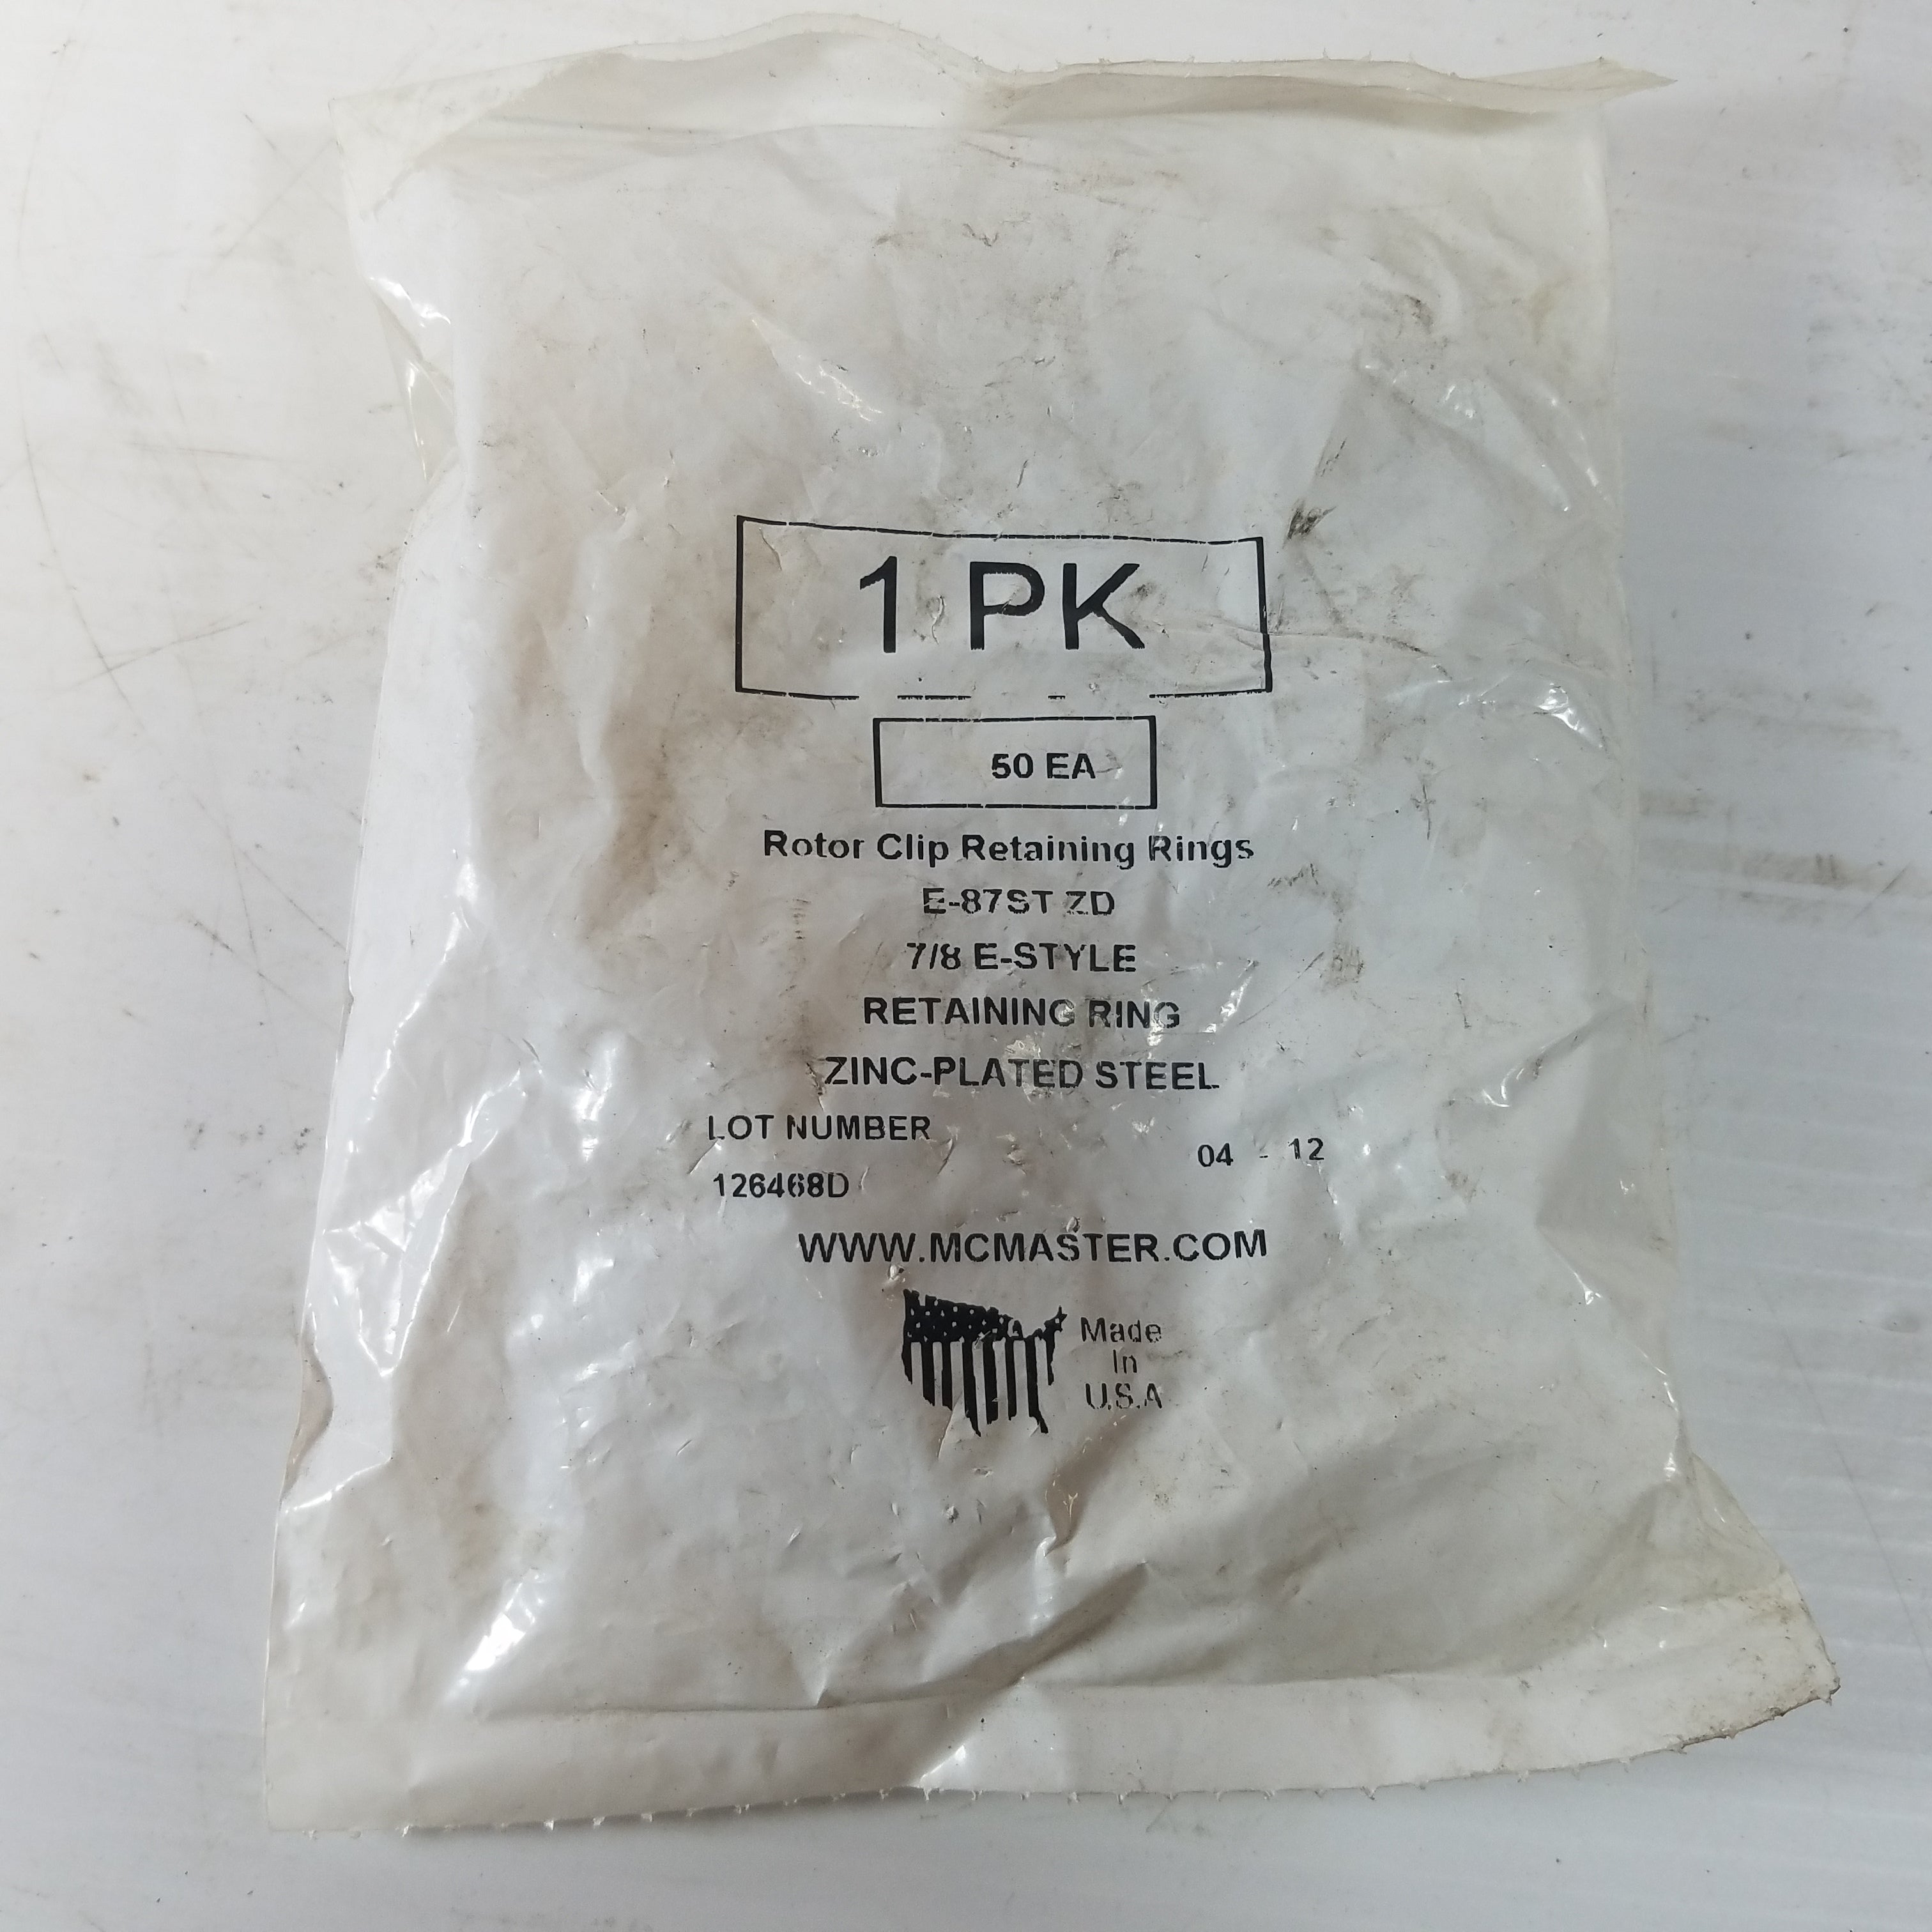 1 PK
50 EA
Rotor Clip Retaining Rings
E-87ST ZD
7/8 E-STYLE
RETAINING RING
ZINC-PLATED STEEL
LOT NUMBER
04 - 12
126468D
WWW.MCMASTER.COM
Made
In
U.S.A